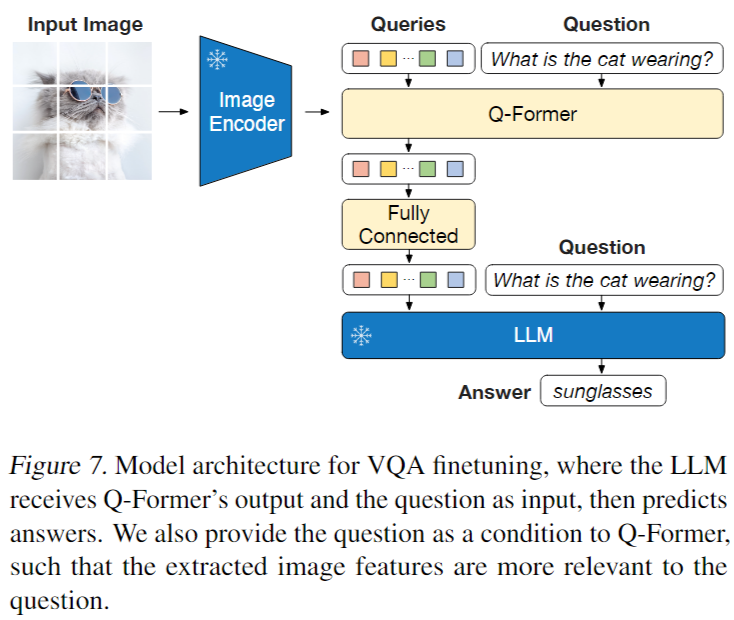 Input Image
Queries
Question
What is the cat wearing?
Image
Encoder
Q-Former
Fully
Connected
Question
What is the cat wearing?
LLM
Answer
sunglasses
Figure 7. Model architecture for VQA finetuning, where the LLM
receives Q-Former's output and the question as input, then predicts
answers. We also provide the question as a condition to Q-Former,
such that the extracted image features are more relevant to the
question.